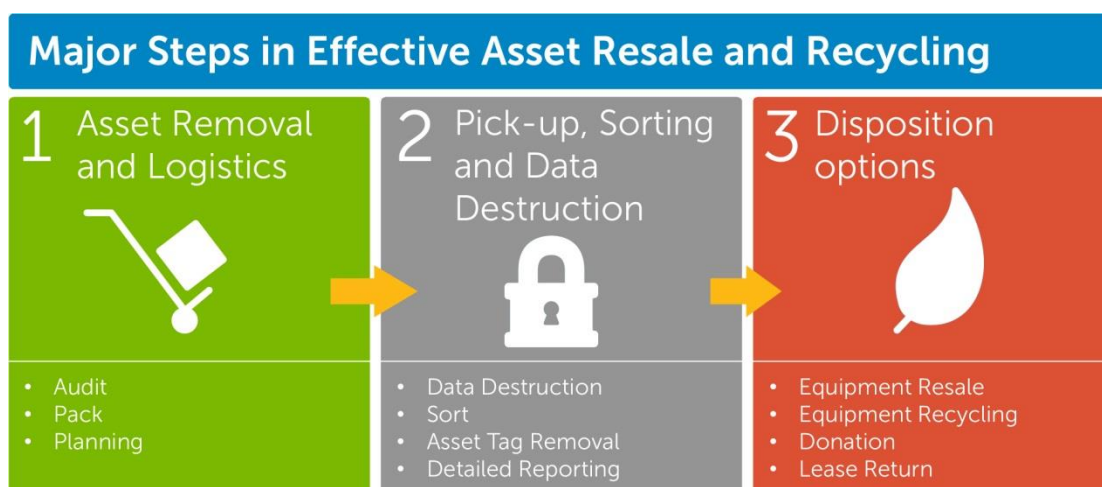 Major Steps in Effective Asset Resale and Recycling
1 Asset Removal
and Logistics
• Audit
• Pack
• Planning
2 Pick-up, Sorting
and Data
Destruction
• Data Destruction
• Sort
• Asset Tag Removal
• Detailed Reporting
3 Disposition
options
• Equipment Resale
• Equipment Recycling
• Donation
• Lease Return